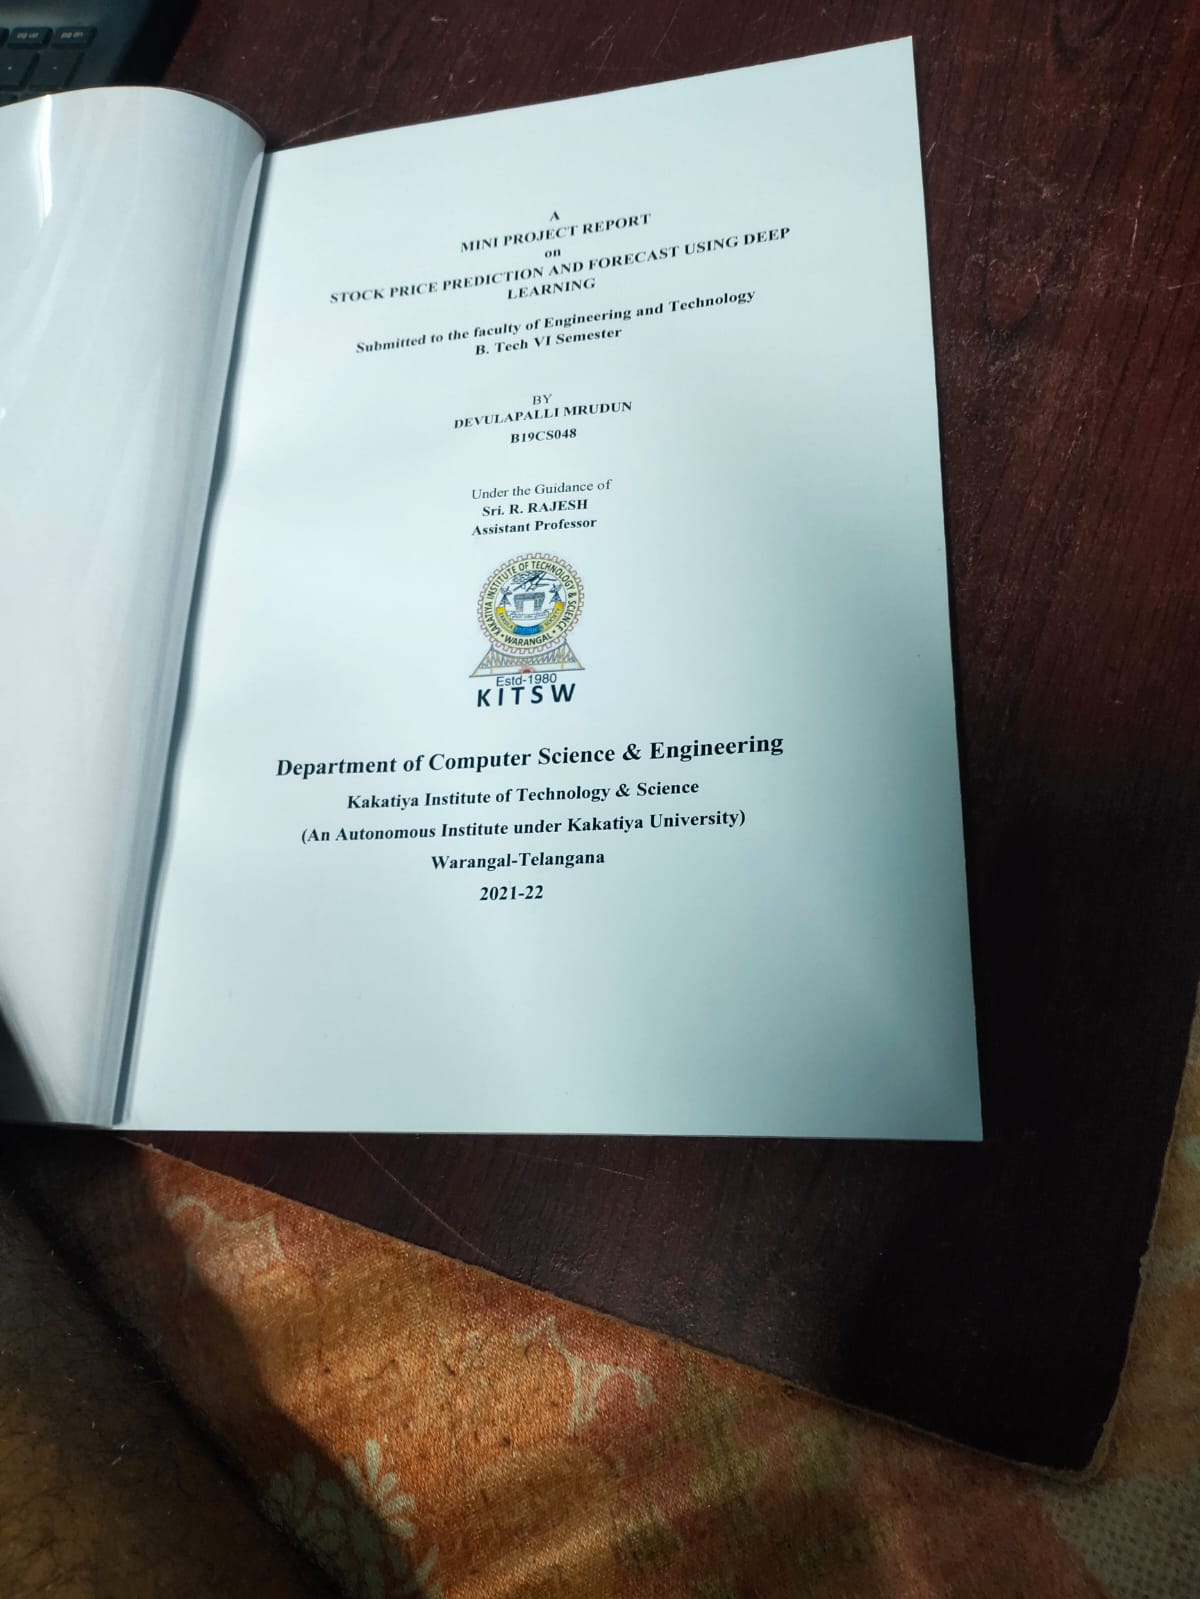 A
MINI PROJECT REPORT
on
STOCK PRICE PREDICTION AND FORECAST USING DEEP
LEARNING
Submitted to the faculty of Engineering and Technology
B. Tech VI Semester
BY
DEVULAPALLI MRUDUN
B19CS048
Under the Guidance of
Sri. R. RAJESH
Assistant Professor
KAKATIYA INSTITUTE OF TECHNOLOGY & SCIENCE
* WARANGAL *
Estd-1980
KITSW
Department of Computer Science & Engineering
Kakatiya Institute of Technology & Science
(An Autonomous Institute under Kakatiya University)
Warangal-Telangana
2021-22